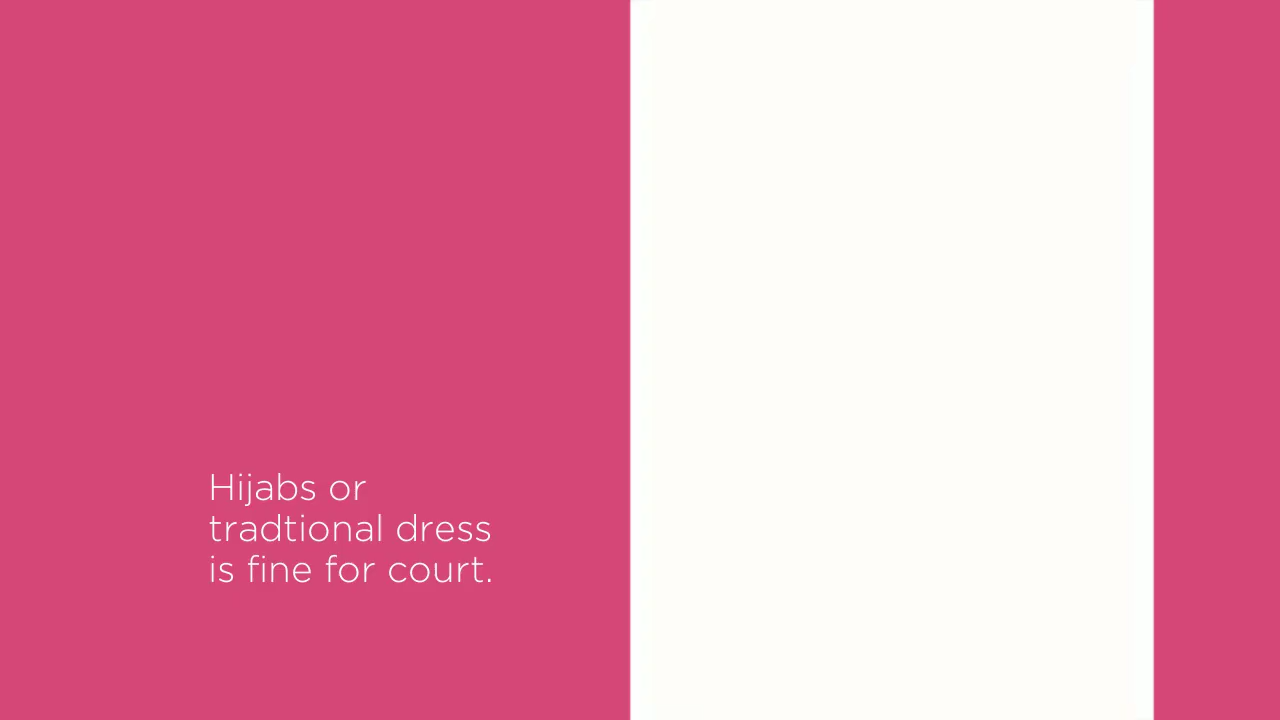 Hijabs or
tradtional dress
is fine for court.